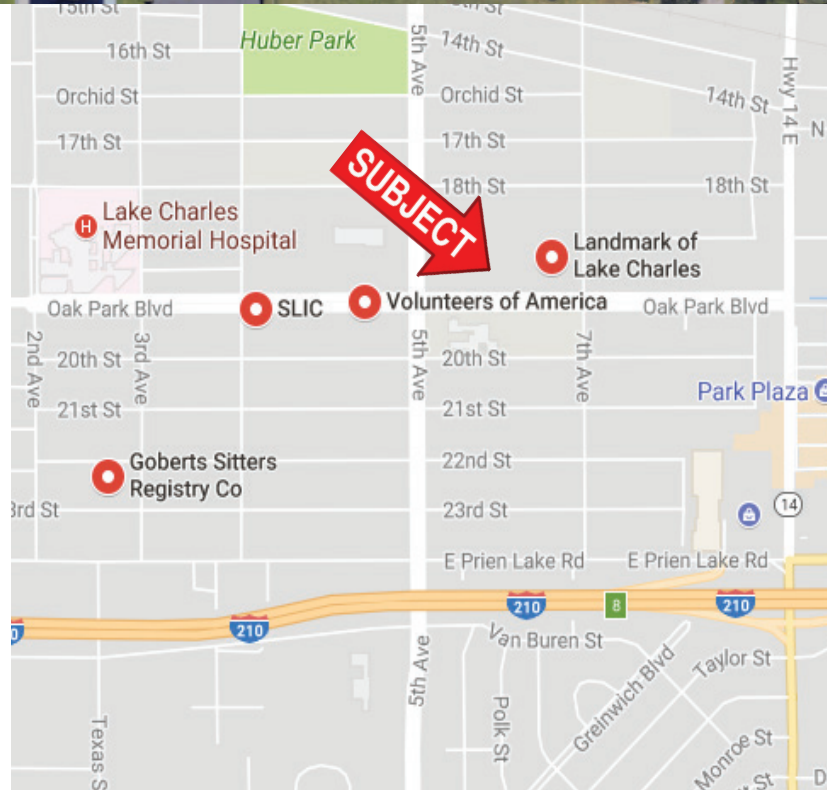 15th St
16th St
Huber Park
5th Ave
14th St
Orchid St
Orchid St
14th St
Hwy 14 E
N
17th St
17th St
SUBJECT
18th St
18th St
H
Lake Charles
Memorial Hospital
Landmark of
Lake Charles
Oak Park Blvd
SLIC
Volunteers of America
Oak Park Blvd
2nd Ave
3rd Ave
5th Ave
7th Ave
20th St
20th St
21st St
21st St
Park Plaza
Goberts Sitters
Registry Co
22nd St
3rd St
23rd St
14
E Prien Lake Rd
E Prien Lake Rd
210
8
210
210
0
Van Buren St
5th Ave
Polk St
Greinwich Blvd
Taylor St
Texas S
Monroe St
St
D